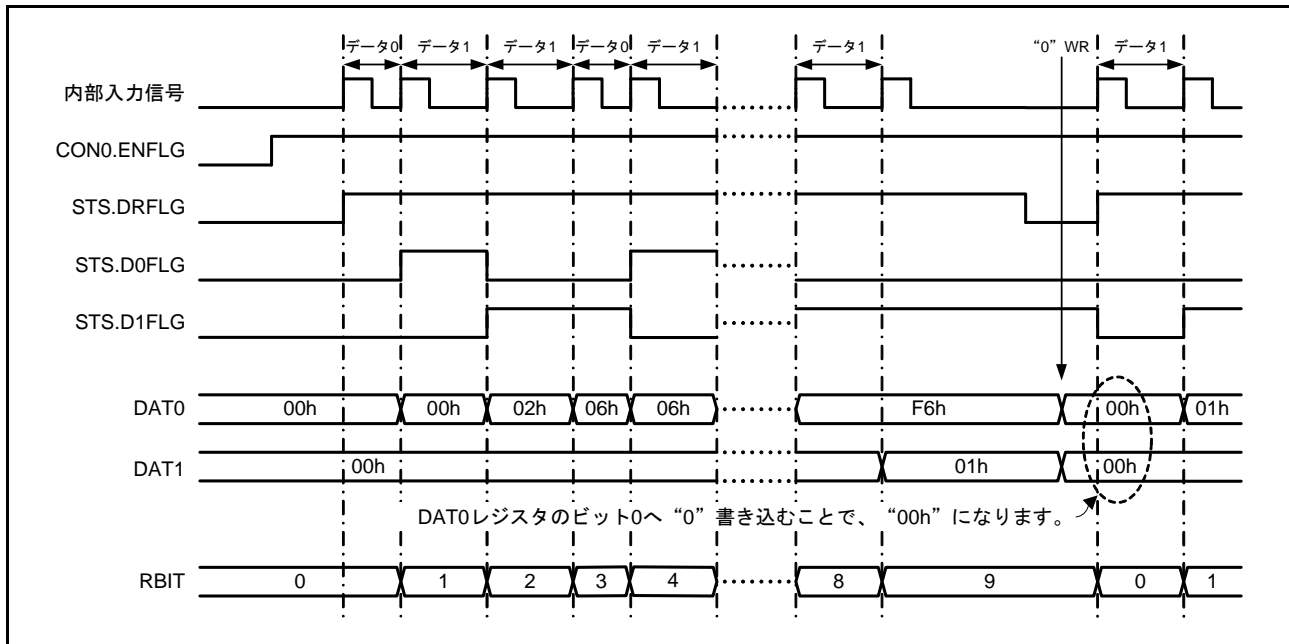 データ0 データ1 データ1 データ0 データ1 データ1 “0” WR データ1
内部入力信号
CON0.ENFLG
STS.DRFLG
STS.D0FLG
STS.D1FLG
DAT0 00h 00h 02h 06h 06h F6h 00h 01h
DAT1 00h 01h 00h
DAT0レジスタのビット0へ “0” 書き込むことで、 “00h” になります。
RBIT 0 1 2 3 4 8 9 0 1